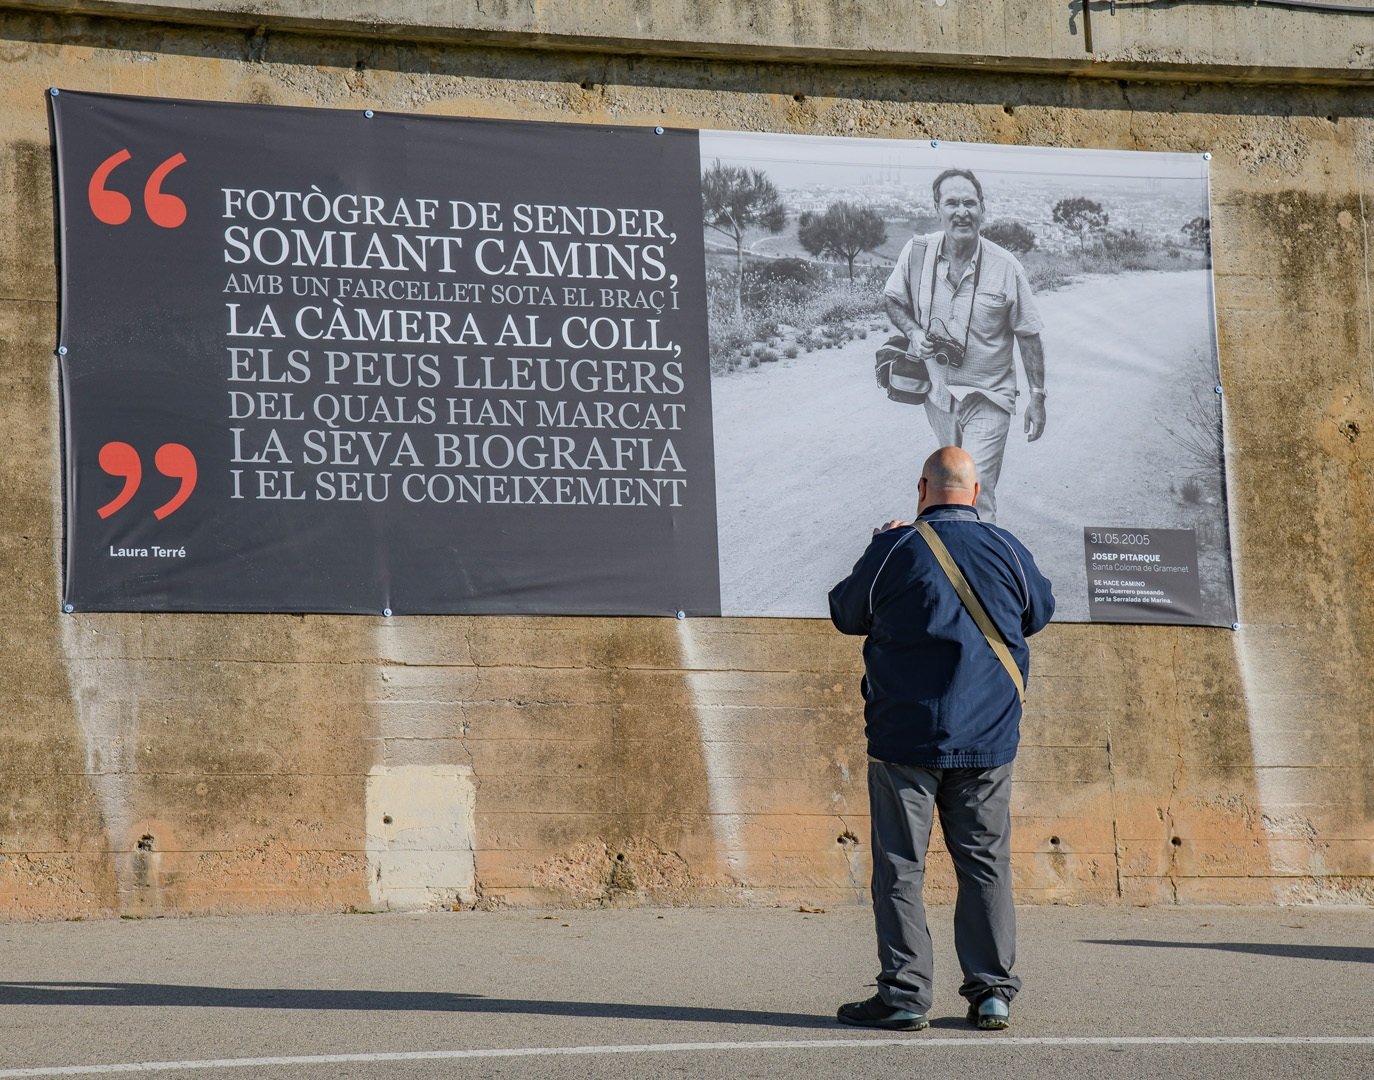 “
FOTÒGRAF DE SENDER,
SOMIANT CAMINS,
AMB UN FARCELLET SOTA EL BRAÇ I
LA CÀMERA AL COLL,
ELS PEUS LLEUGERS
DEL QUALS HAN MARCAT
LA SEVA BIOGRAFIA
I EL SEU CONEIXEMENT
”
Laura Terré
31.05.2005
JOSEP PITARQUE
Santa Coloma de Gramenet
SE HACE CAMINO
Joan Guerrero paseando
por la Serralada de Marina.